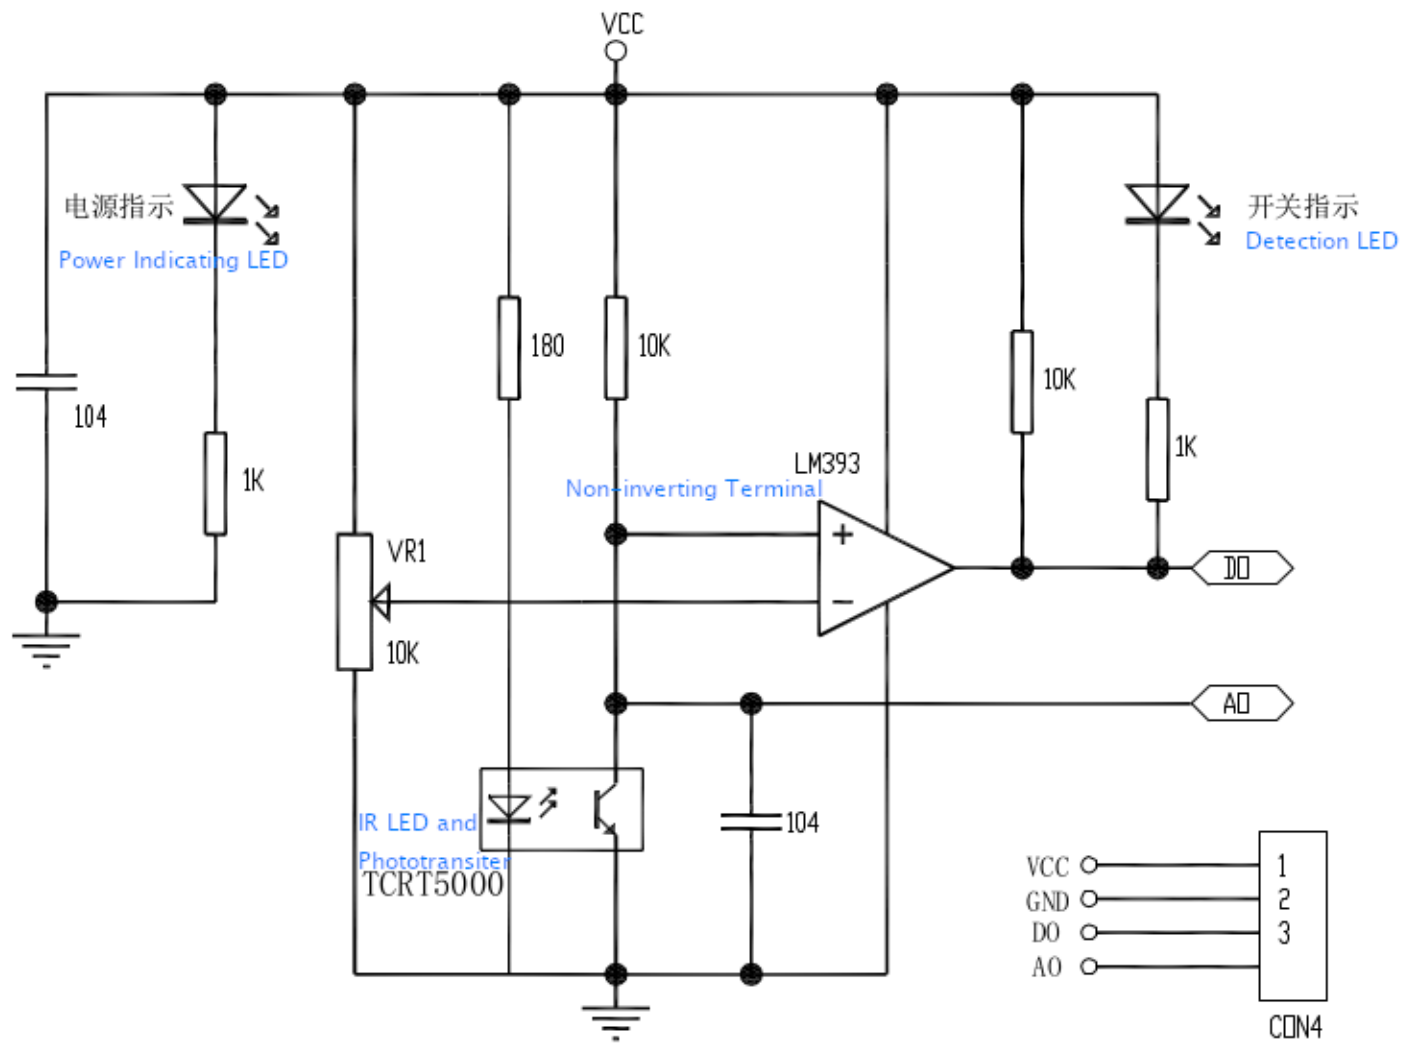 VCC
电源指示
Power Indicating LED
开关指示
Detection LED
180
10K
10K
104
1K
1K
LM393
Non-inverting Terminal
+
VR1
DO
−
10K
AO
IR LED and
Phototransiter
TCRT5000
104
VCC
1
GND
2
DO
3
AO
CON4